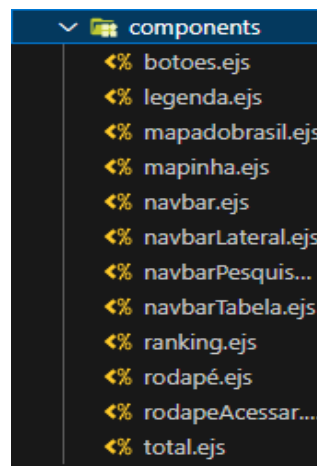 components
<% botoes.ejs
<% legenda.ejs
<% mapadobrasil.ejs
<% mapinha.ejs
<% navbar.ejs
<% navbarLateral.ejs
<% navbarPesquis...
<% navbarTabela.ejs
<% ranking.ejs
<% rodapé.ejs
<% rodapeAcessar....
<% total.ejs